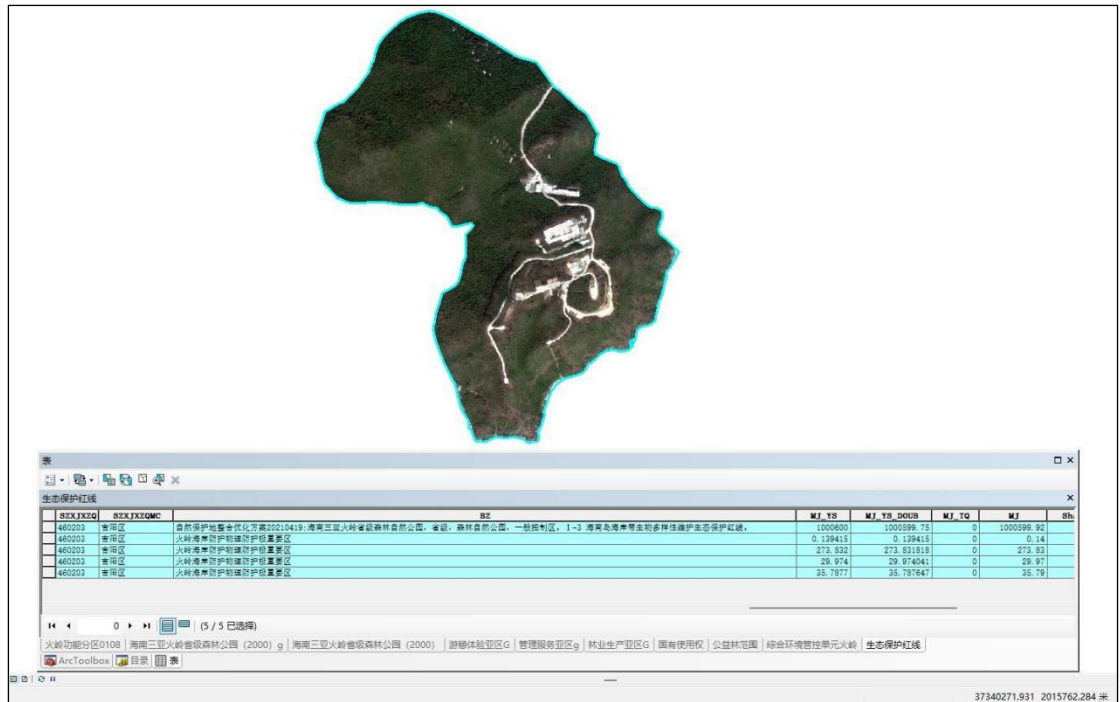 表
生态保护红线
SZXJXZQ SZXJXZQMC BZ MJ_YS MJ_YS_DOUB MJ_TQ MJ Sh
460203 吉阳区 自然保护地整合优化方案20210419:海南三亚火岭省级森林自然公园，省级，森林自然公园，一般控制区，I-3 海南岛海岸带生物多样性维护生态保护红线。 1000600 1000599.75 0 1000599.92
460203 吉阳区 火岭海岸防护物理防护极重要区 0.139415 0.139415 0 0.14
460203 吉阳区 火岭海岸防护物理防护极重要区 273.832 273.831818 0 273.83
460203 吉阳区 火岭海岸防护物理防护极重要区 29.974 29.974041 0 29.97
460203 吉阳区 火岭海岸防护物理防护极重要区 35.7877 35.787647 0 35.79
0 (5 / 5 已选择)
火岭功能分区0108 海南三亚火岭省级森林公园（2000）g 海南三亚火岭省级森林公园（2000） 游憩体验亚区G 管理服务亚区g 林业生产亚区G 国有使用权 公益林范围 综合环境管控单元火岭 生态保护红线
ArcToolbox 目录 表
37340271.931 2015762.284 米